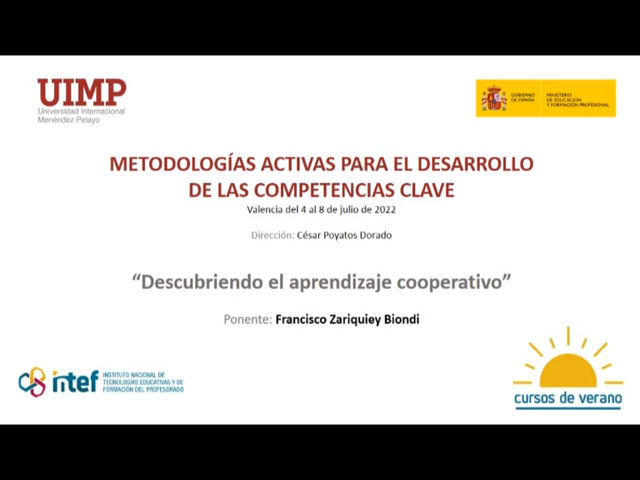 UIMP
Universidad Internacional
Menéndez Pelayo
GOBIERNO
DE ESPAÑA
MINISTERIO
DE EDUCACIÓN
Y FORMACIÓN PROFESIONAL
METODOLOGÍAS ACTIVAS PARA EL DESARROLLO
DE LAS COMPETENCIAS CLAVE
Valencia del 4 al 8 de julio de 2022
Dirección: César Poyatos Dorado
“Descubriendo el aprendizaje cooperativo”
Ponente: Francisco Zariquiey Biondi
intef
INSTITUTO NACIONAL DE
TECNOLOGÍAS EDUCATIVAS Y DE
FORMACIÓN DEL PROFESORADO
cursos de verano